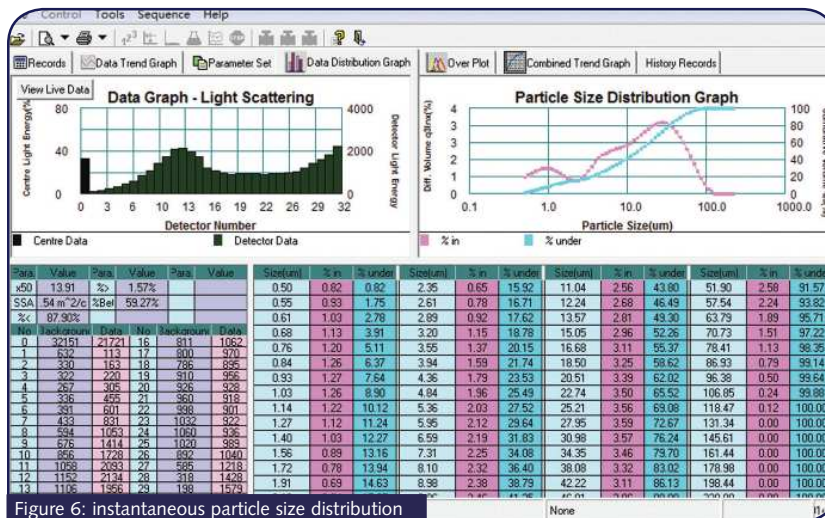 Control Tools Sequence Help
Records Data Trend Graph Parameter Set Data Distribution Graph Over Plot Combined Trend Graph History Records
View Live Data
Data Graph - Light Scattering
Centre Light Energy(%
80
40
0
4000
2000
0
Detector Light Energy
0 3 6 10 13 16 19 22 26 29 32
Detector Number
Centre Data Detector Data
Particle Size Distribution Graph
4
3
2
1
0
100
80
60
40
20
0
0.1 1.0 10.0 100.0 1000.0
Particle Size(um)
% in % under
Para. Value Para. Value Para. Value
x50 13.91 %> 1.57%
SSA .54 m^2/c %Bel 59.27%
%< 87.90%
No Background Data No Background Data
0 32151 21721 16 811 1062
1 632 113 17 800 970
2 330 163 18 786 895
3 322 220 19 910 956
4 267 305 20 926 928
5 336 455 21 960 918
6 391 601 22 998 901
7 433 831 23 1032 922
8 594 1053 24 1060 936
9 676 1414 25 1020 989
10 856 1728 26 892 1040
11 1058 2093 27 585 1218
12 1152 2134 28 318 1428
13 1106 1956 29 198 1579
Size(um) % in % under Size(um) % in % under Size(um) % in % under Size(um) % in % under
0.50 0.82 0.82 2.35 0.65 15.92 11.04 2.56 43.80 51.90 2.58 91.57
0.55 0.93 1.75 2.61 0.78 16.71 12.24 2.68 46.49 57.54 2.24 93.82
0.61 1.03 2.78 2.89 0.92 17.62 13.57 2.81 49.30 63.79 1.89 95.71
0.68 1.13 3.91 3.20 1.15 18.78 15.05 2.96 52.26 70.73 1.51 97.22
0.76 1.20 5.11 3.55 1.37 20.15 16.68 3.11 55.37 78.41 1.13 98.35
0.84 1.26 6.37 3.94 1.59 21.74 18.50 3.25 58.62 86.93 0.79 99.14
0.93 1.27 7.64 4.36 1.79 23.53 20.51 3.39 62.02 96.38 0.50 99.64
1.03 1.26 8.90 4.84 1.96 25.49 22.74 3.50 65.52 106.85 0.24 99.88
1.14 1.22 10.12 5.36 2.03 27.52 25.21 3.56 69.08 118.47 0.12 100.00
1.27 1.12 11.24 5.95 2.12 29.64 27.95 3.59 72.67 131.34 0.00 100.00
1.40 1.03 12.27 6.59 2.19 31.83 30.98 3.57 76.24 145.61 0.00 100.00
1.56 0.89 13.16 7.31 2.25 34.08 34.35 3.46 79.70 161.44 0.00 100.00
1.72 0.78 13.94 8.10 2.32 36.40 38.08 3.32 83.02 178.98 0.00 100.00
1.91 0.69 14.63 8.98 2.38 38.79 42.22 3.11 86.13 198.44 0.00 100.00
Figure 6: instantaneous particle size distribution
None